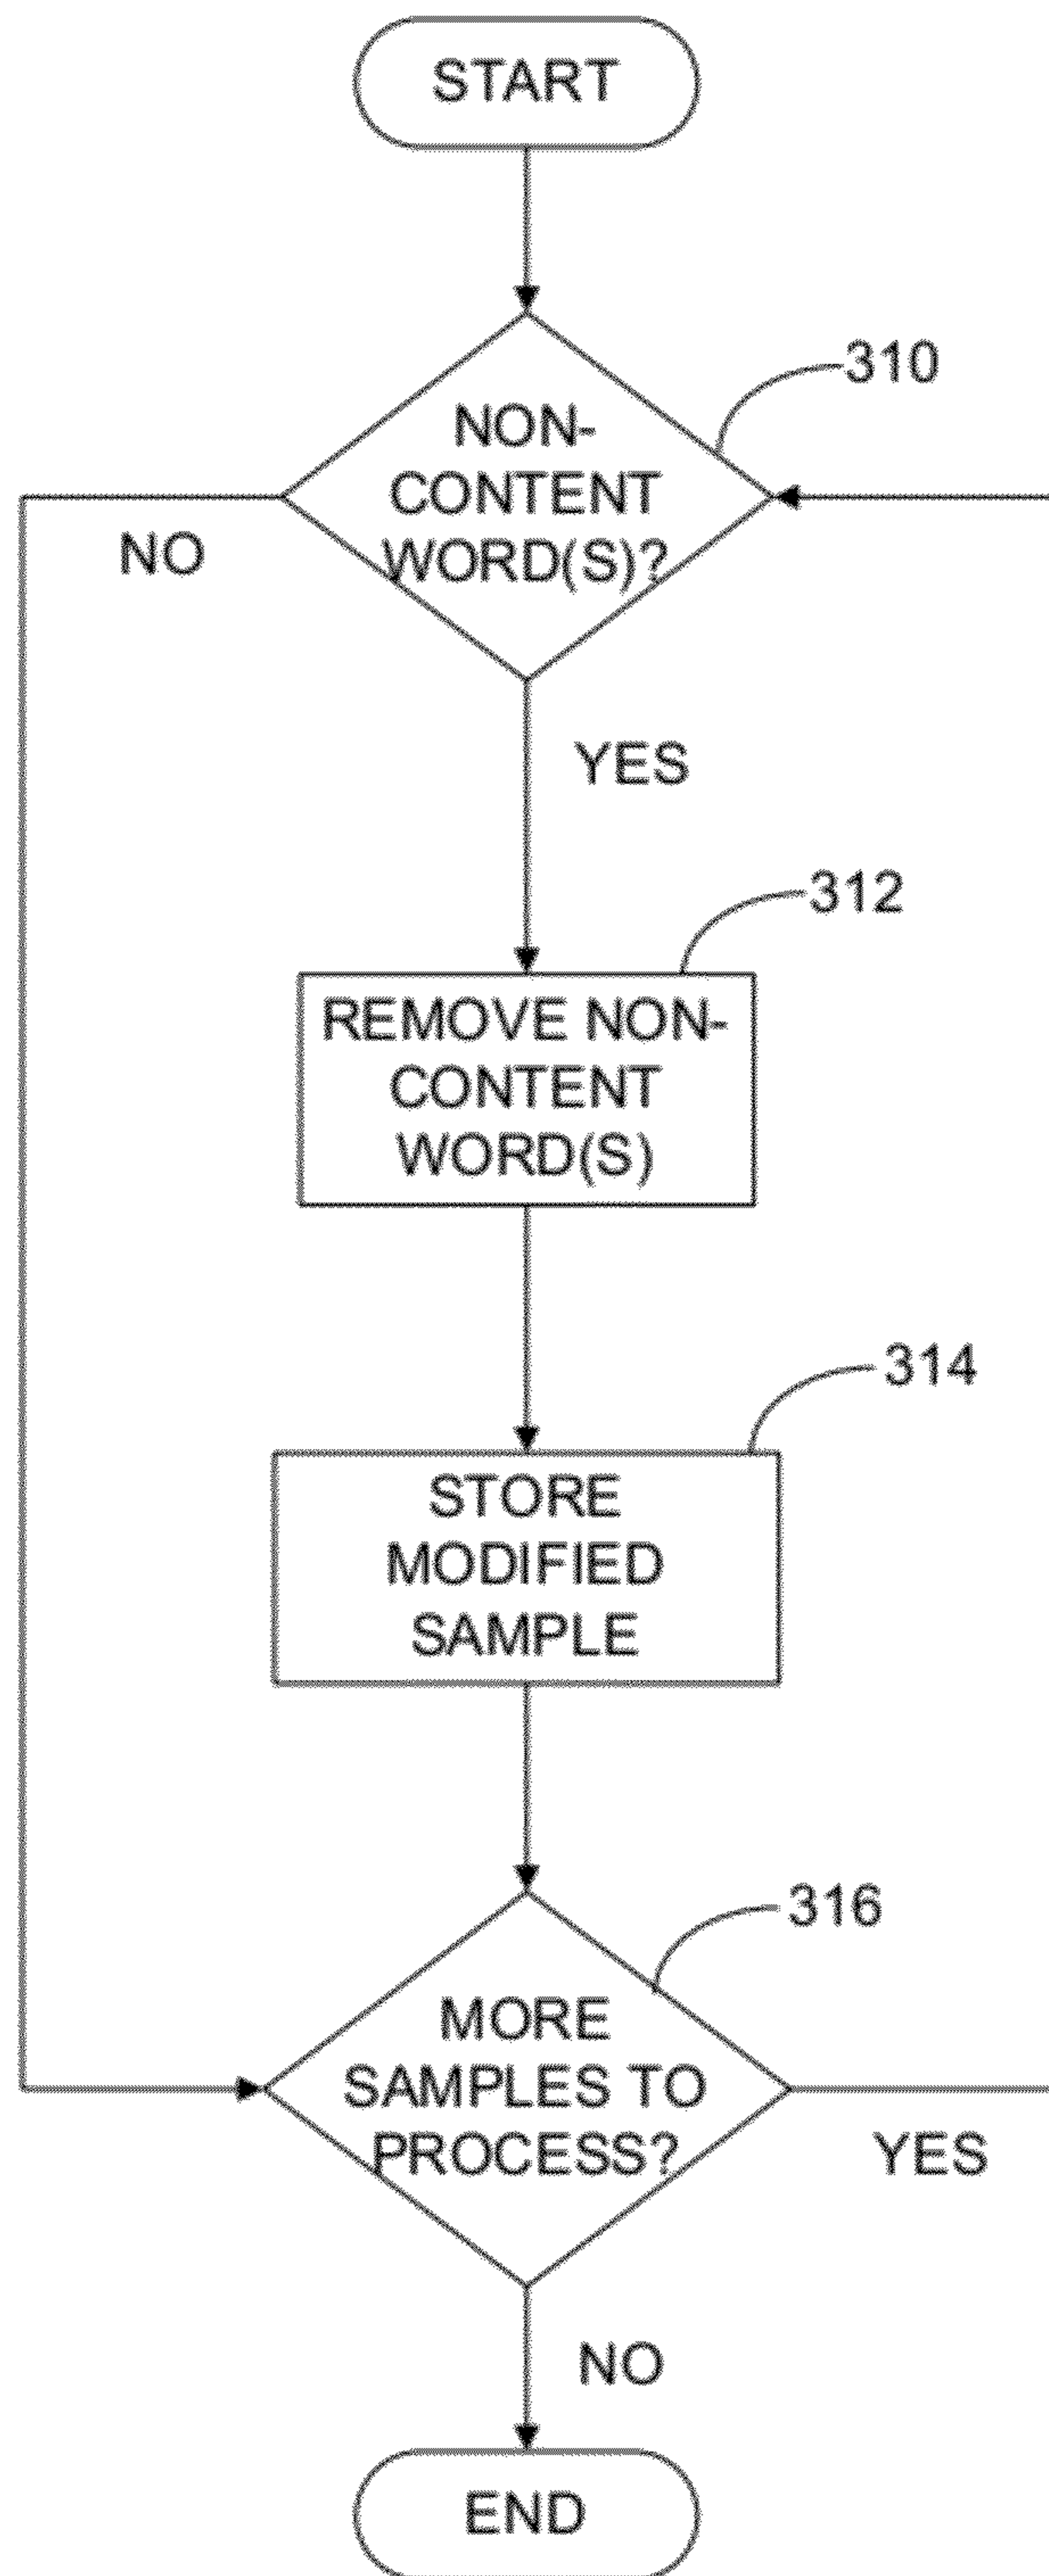 START
310
NON-
CONTENT
WORD(S)?
NO
YES
312
REMOVE NON-
CONTENT
WORD(S)
314
STORE
MODIFIED
SAMPLE
316
MORE
SAMPLES TO
PROCESS?
YES
NO
END